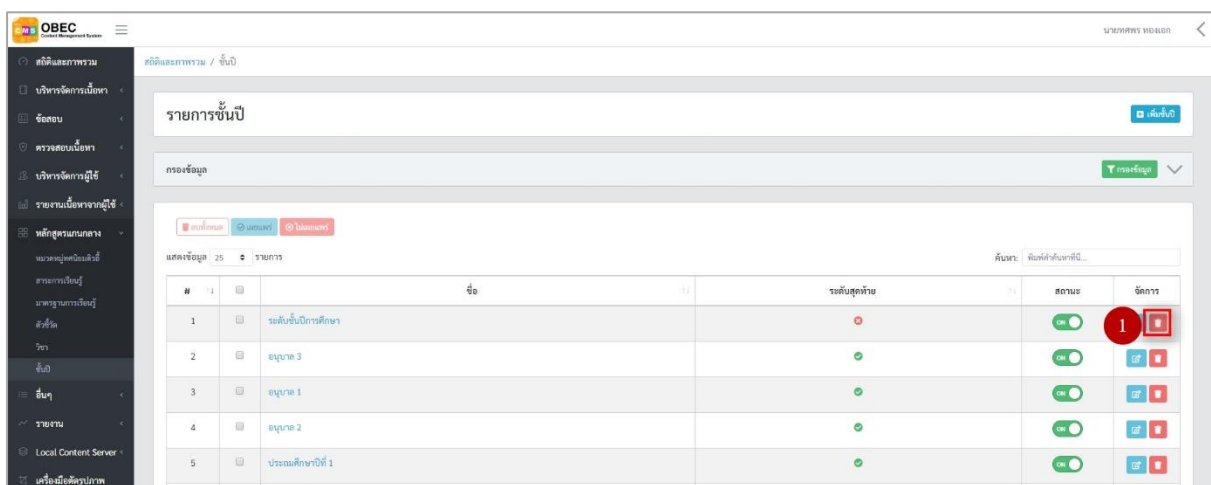 CMS OBEC
Content Management System
นายทศพร ทองเอก
สถิติและภาพรวม
บริหารจัดการเนื้อหา
ข้อสอบ
ตรวจสอบเนื้อหา
บริหารจัดการผู้ใช้
รายงานเนื้อหาจากผู้ใช้
หลักสูตรแกนกลาง
หมวดหมู่ทศนิยมดิวอี้
สาระการเรียนรู้
มาตรฐานการเรียนรู้
ตัวชี้วัด
วิชา
ชั้นปี
อื่นๆ
รายงาน
Local Content Server
เครื่องมือตัดรูปภาพ
สถิติและภาพรวม / ชั้นปี
รายการชั้นปี
เพิ่มชั้นปี
กรองข้อมูล
กรองข้อมูล
ลบทั้งหมด เผยแพร่ ไม่เผยแพร่
แสดงข้อมูล 25 รายการ
ค้นหา: พิมพ์คำค้นหาที่นี่...
# ชื่อ ระดับสุดท้าย สถานะ จัดการ
1 ระดับชั้นปีการศึกษา ON 1
2 อนุบาล 3 ON
3 อนุบาล 1 ON
4 อนุบาล 2 ON
5 ประถมศึกษาปีที่ 1 ON